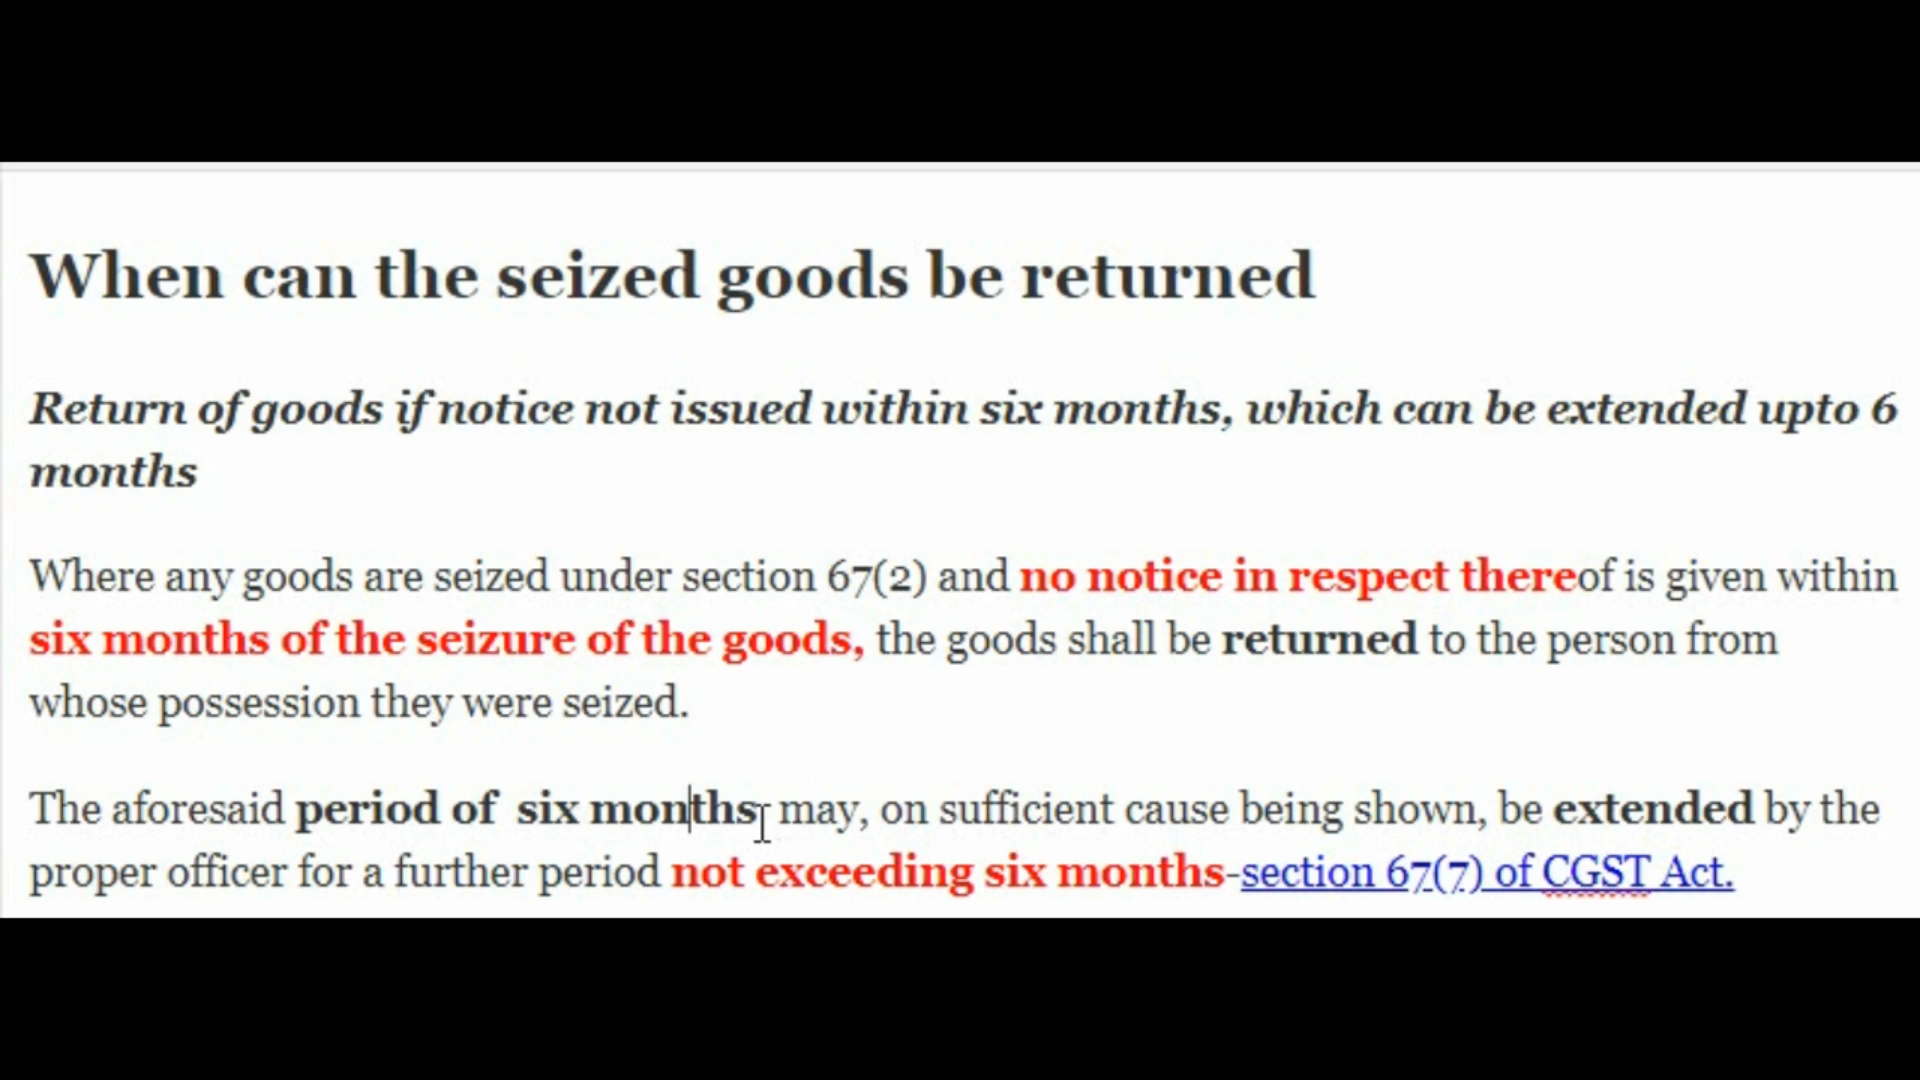 When can the seized goods be returned
Return of goods if notice not issued within six months, which can be extended upto 6
months
Where any goods are seized under section 67(2) and no notice in respect thereof is given within
six months of the seizure of the goods, the goods shall be returned to the person from
whose possession they were seized.
The aforesaid period of six months, may, on sufficient cause being shown, be extended by the
proper officer for a further period not exceeding six months-section 67(7) of CGST Act.